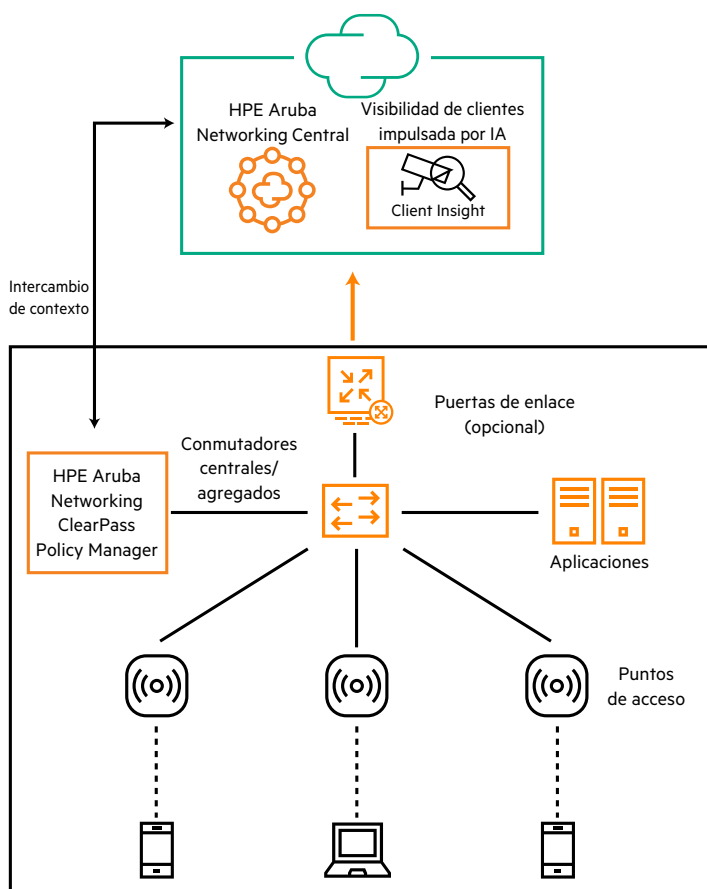 HPE Aruba
Networking Central
Visibilidad de clientes
impulsada por IA
Client Insight
Intercambio
de contexto
Puertas de enlace
(opcional)
Conmutadores
centrales/
agregados
HPE Aruba
Networking
ClearPass
Policy Manager
Aplicaciones
Puntos
de acceso